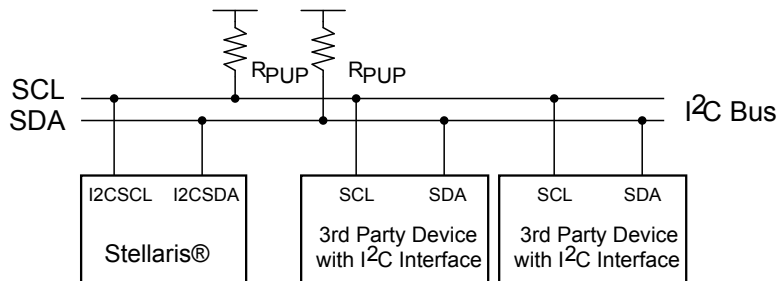 RPUP RPUP
SCL
SDA
I2C Bus
I2CSCL I2CSDA SCL SDA SCL SDA
Stellaris®
3rd Party Device
with I2C Interface
3rd Party Device
with I2C Interface